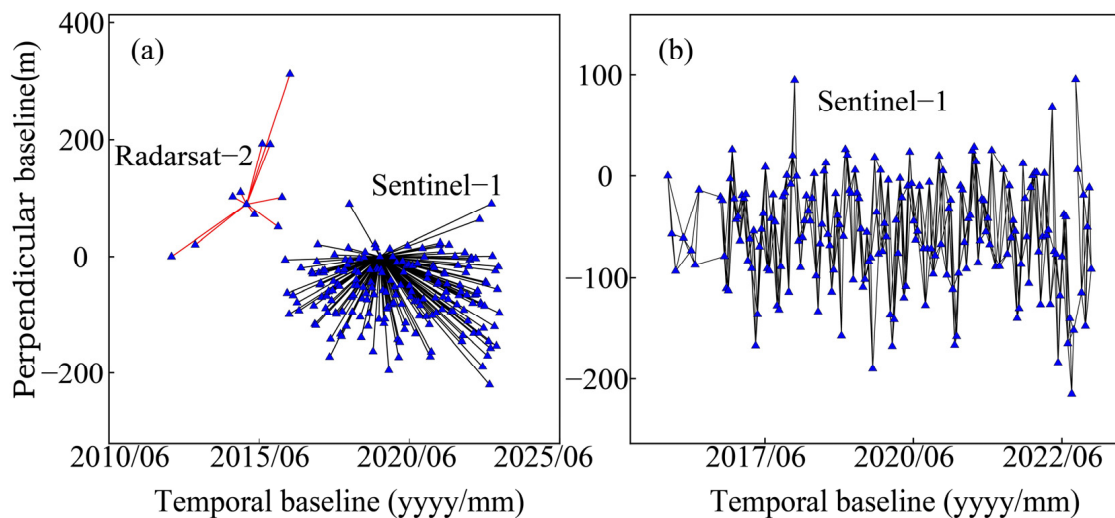 400
200
0
−200
Perpendicular baseline(m)
(a)
Radarsat−2
Sentinel−1
2010/06
2015/06
2020/06
2025/06
Temporal baseline (yyyy/mm)
100
0
−100
−200
(b)
Sentinel−1
2017/06
2020/06
2022/06
Temporal baseline (yyyy/mm)